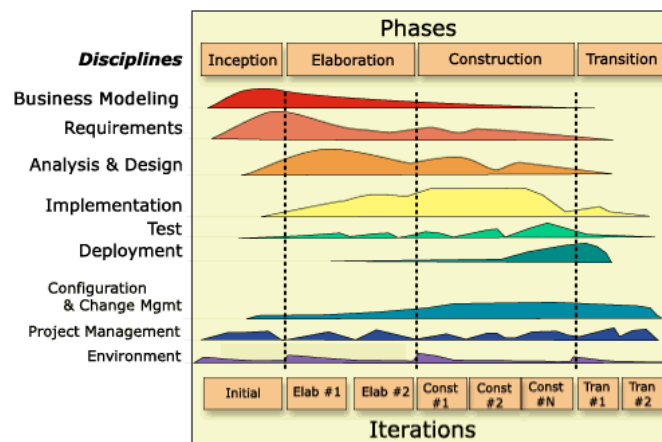 Phases
Disciplines
Inception
Elaboration
Construction
Transition
Business Modeling
Requirements
Analysis & Design
Implementation
Test
Deployment
Configuration
& Change Mgmt
Project Management
Environment
Initial
Elab #1
Elab #2
Const
#1
Const
#2
Const
#N
Tran
#1
Tran
#2
Iterations